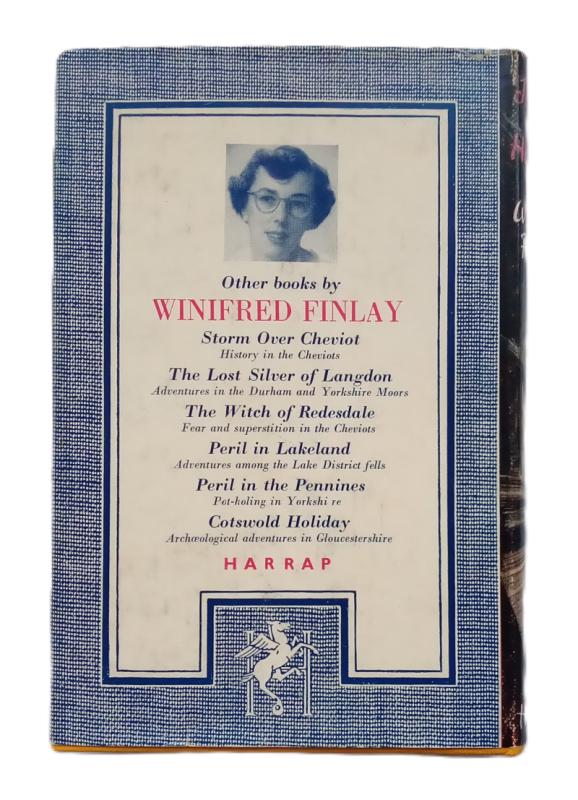 Other books by
WINIFRED FINLAY
Storm Over Cheviot
History in the Cheviots
The Lost Silver of Langdon
Adventures in the Durham and Yorkshire Moors
The Witch of Redesdale
Fear and superstition in the Cheviots
Peril in Lakeland
Adventures among the Lake District fells
Peril in the Pennines
Pot-holing in Yorkshi re
Cotswold Holiday
Archæological adventures in Gloucestershire
HARRAP
H